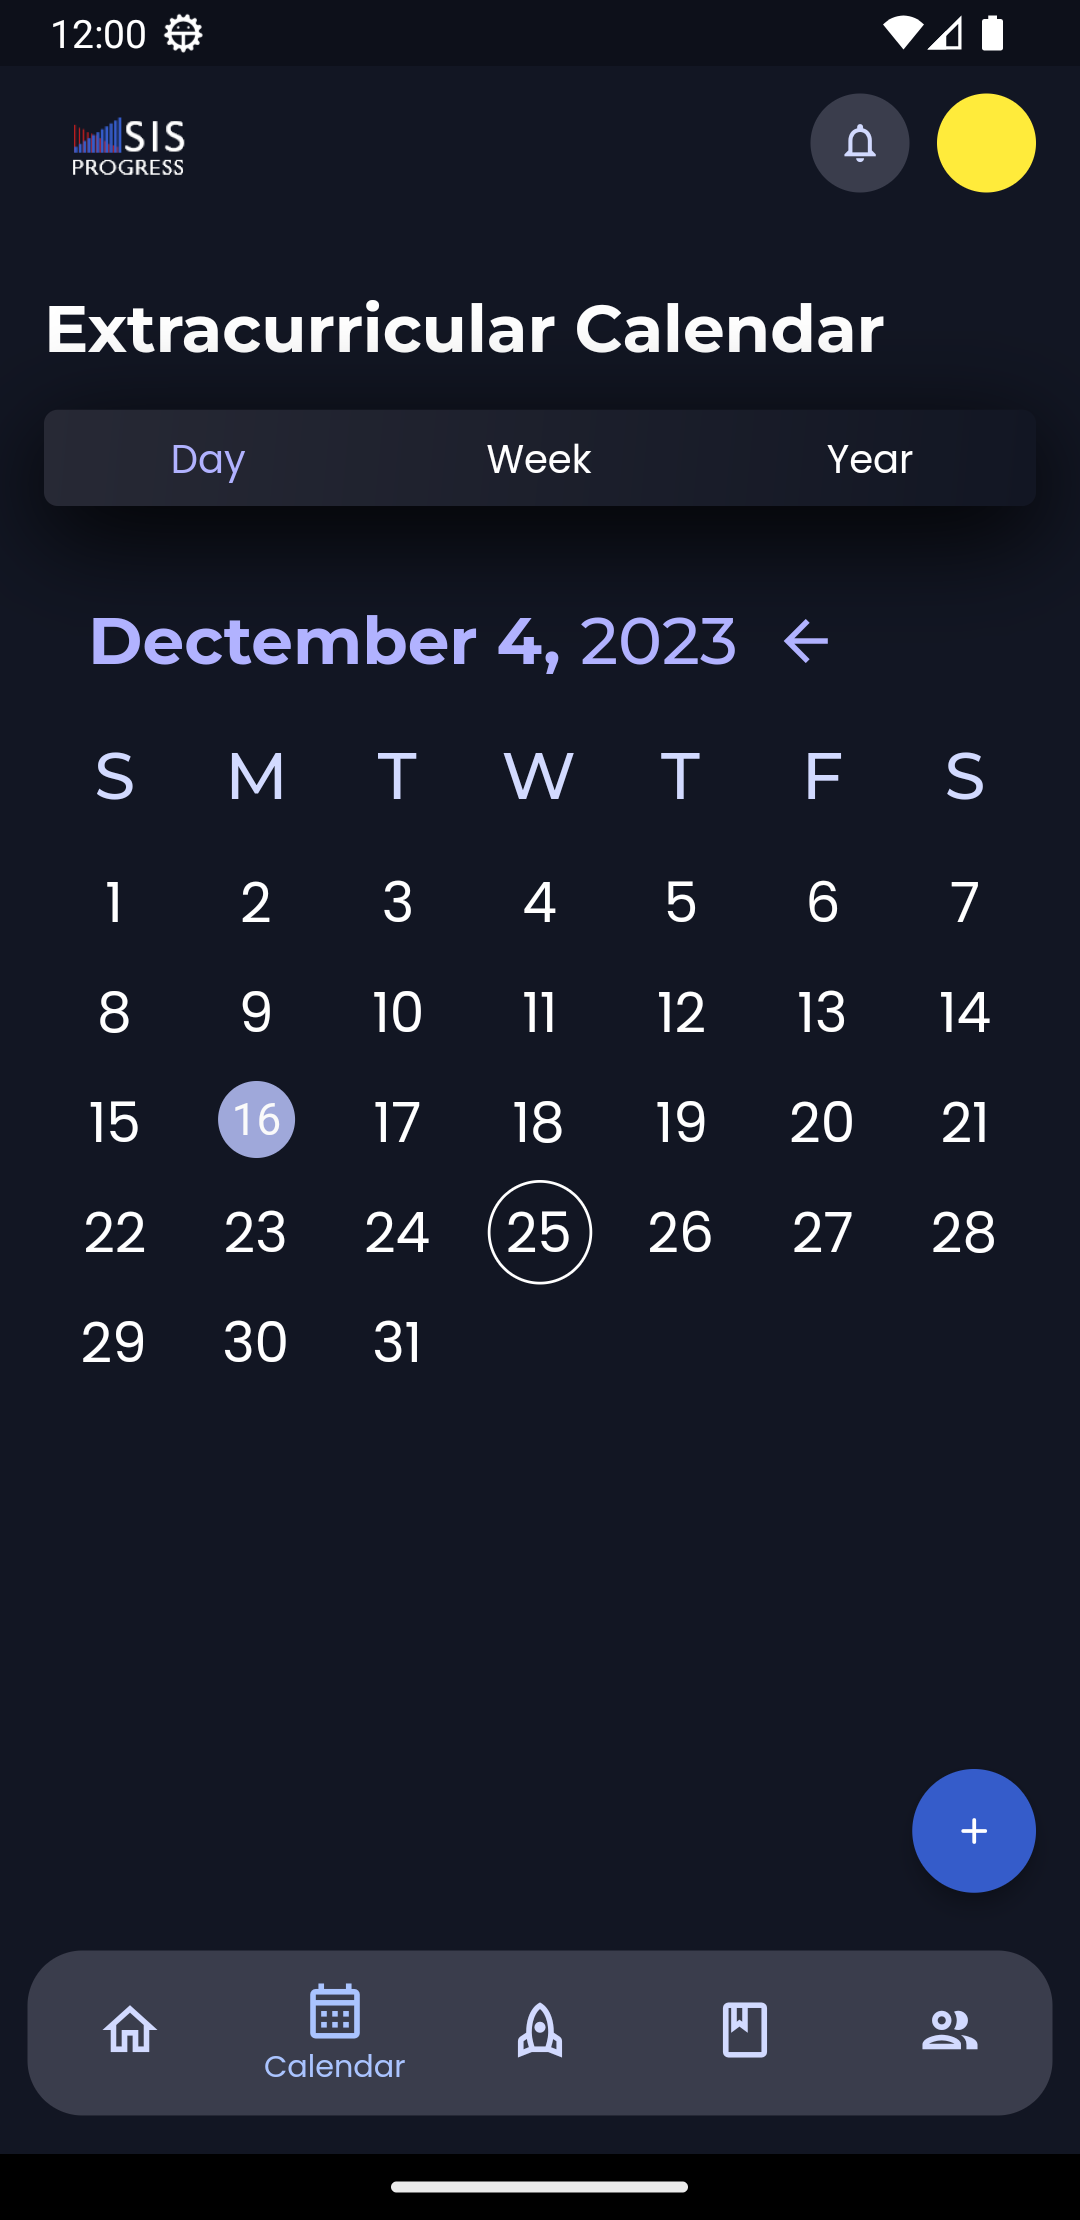 12:00
SIS
PROGRESS
Extracurricular Calendar
Day Week Year
Dectember 4, 2023
S M T W T F S
1 2 3 4 5 6 7
8 9 10 11 12 13 14
15 16 17 18 19 20 21
22 23 24 25 26 27 28
29 30 31
Calendar